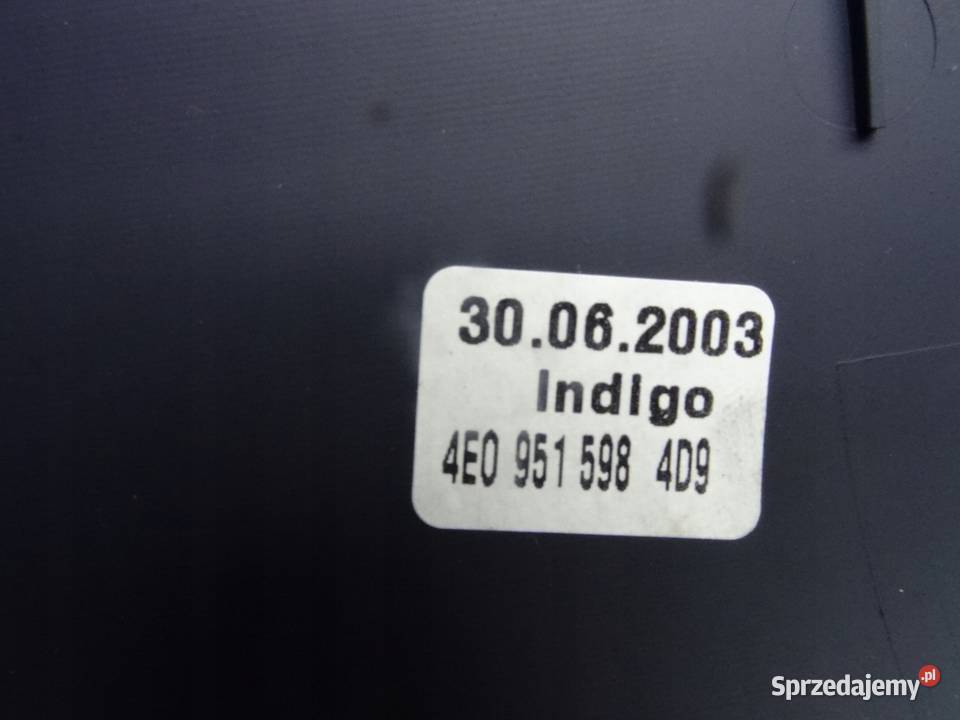 30.06.2003
Indigo
4E0 951 598 4D9
Sprzedajemy.pl